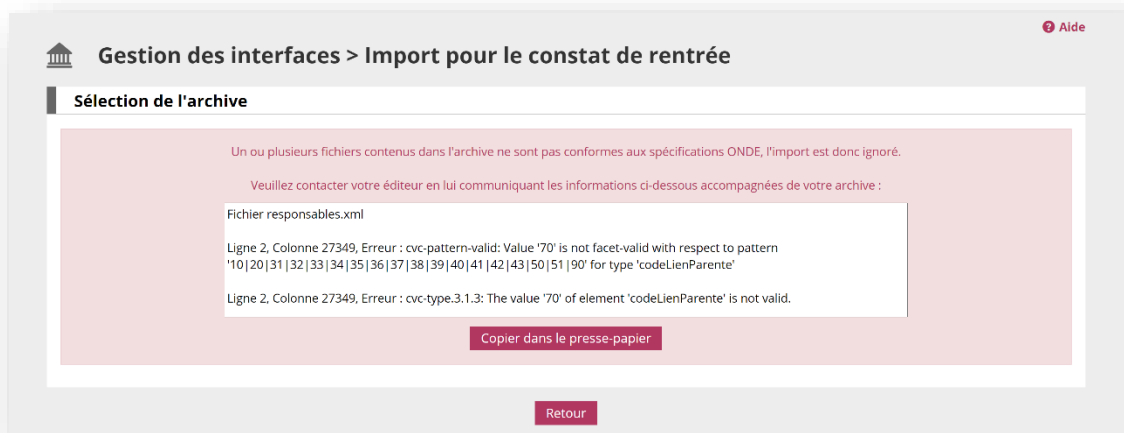 Aide
Gestion des interfaces > Import pour le constat de rentrée
Sélection de l'archive
Un ou plusieurs fichiers contenus dans l'archive ne sont pas conformes aux spécifications ONDE, l'import est donc ignoré.
Veuillez contacter votre éditeur en lui communiquant les informations ci-dessous accompagnées de votre archive :
Fichier responsables.xml
Ligne 2, Colonne 27349, Erreur : cvc-pattern-valid: Value '70' is not facet-valid with respect to pattern
'10|20|31|32|33|34|35|36|37|38|39|40|41|42|43|50|51|90' for type 'codeLienParente'
Ligne 2, Colonne 27349, Erreur : cvc-type.3.1.3: The value '70' of element 'codeLienParente' is not valid.
Copier dans le presse-papier
Retour